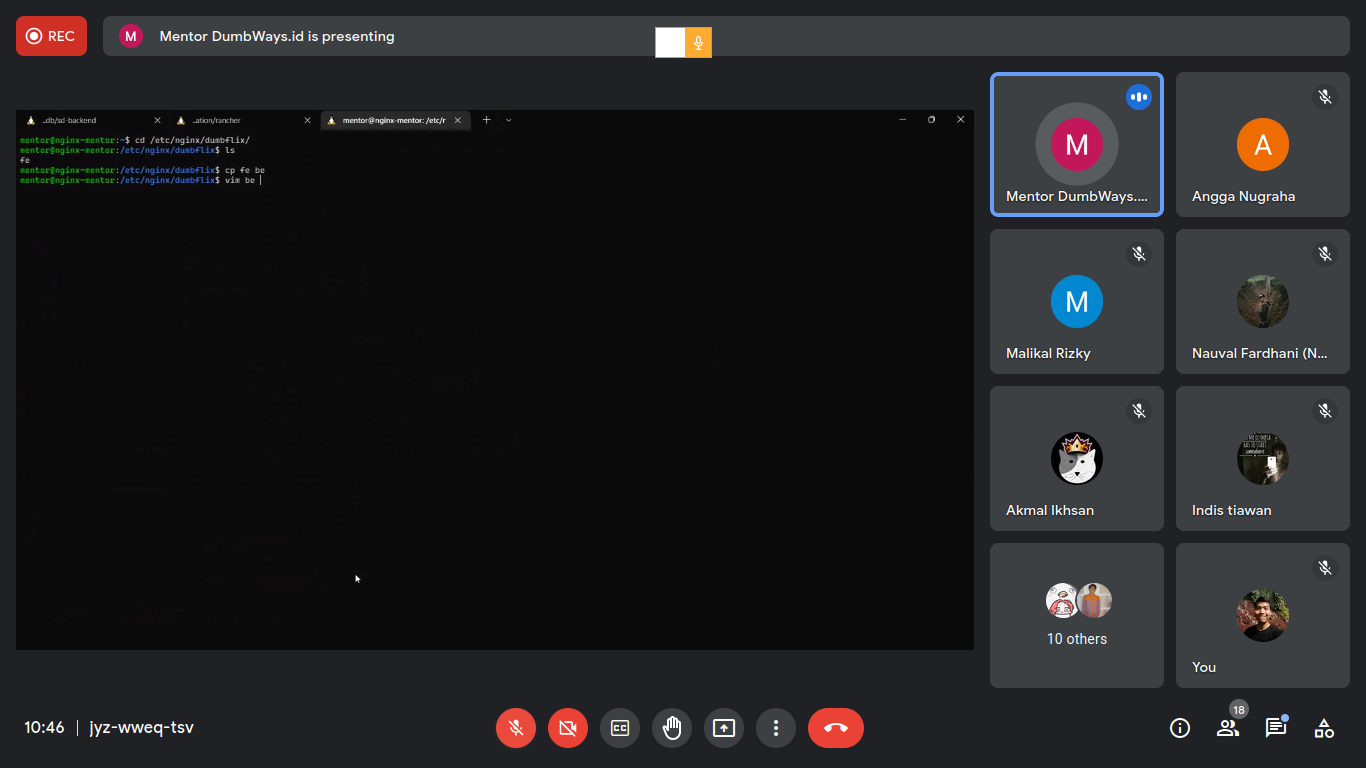 REC
M
Mentor DumbWays.id is presenting
..db/sd-backend
..ation/rancher
mentor@nginx-mentor: /etc/r
mentor@nginx-mentor:~$ cd /etc/nginx/dumbflix/
mentor@nginx-mentor:/etc/nginx/dumbflix$ ls
fe
mentor@nginx-mentor:/etc/nginx/dumbflix$ cp fe be
mentor@nginx-mentor:/etc/nginx/dumbflix$ vim be
M
Mentor DumbWays....
A
Angga Nugraha
M
Malikal Rizky
Nauval Fardhani (N...
Akmal Ikhsan
Indis tiawan
10 others
You
10:46 | jyz-wweq-tsv
CC
18